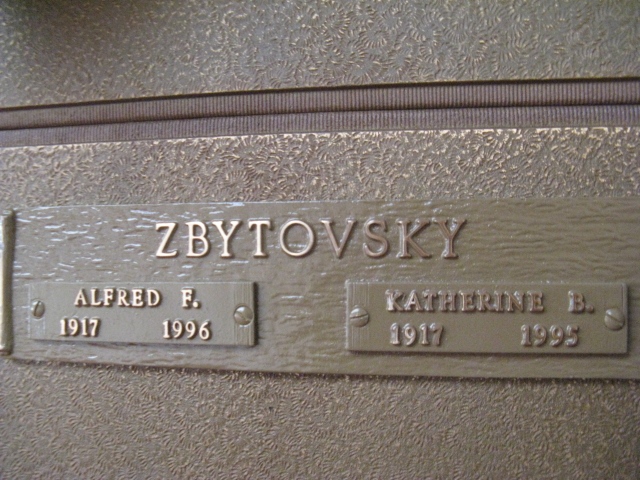 ZBYTOVSKY
ALFRED F.
1917 1996
KATHERINE B.
1917 1995